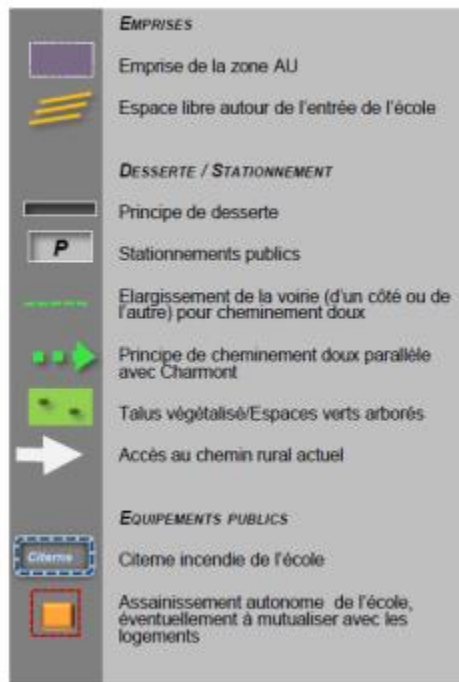 EMPRISES
Emprise de la zone AU
Espace libre autour de l'entrée de l'école
DESSERTE / STATIONNEMENT
Principe de desserte
P
Stationnements publics
Elargissement de la voirie (d'un côté ou de
l'autre) pour cheminement doux
Principe de cheminement doux parallèle
avec Charmont
Talus végétalisé/Espaces verts arborés
Accès au chemin rural actuel
EQUIPEMENTS PUBLICS
Citerne
Citerne incendie de l'école
Assainissement autonome de l'école,
éventuellement à mutualiser avec les
logements